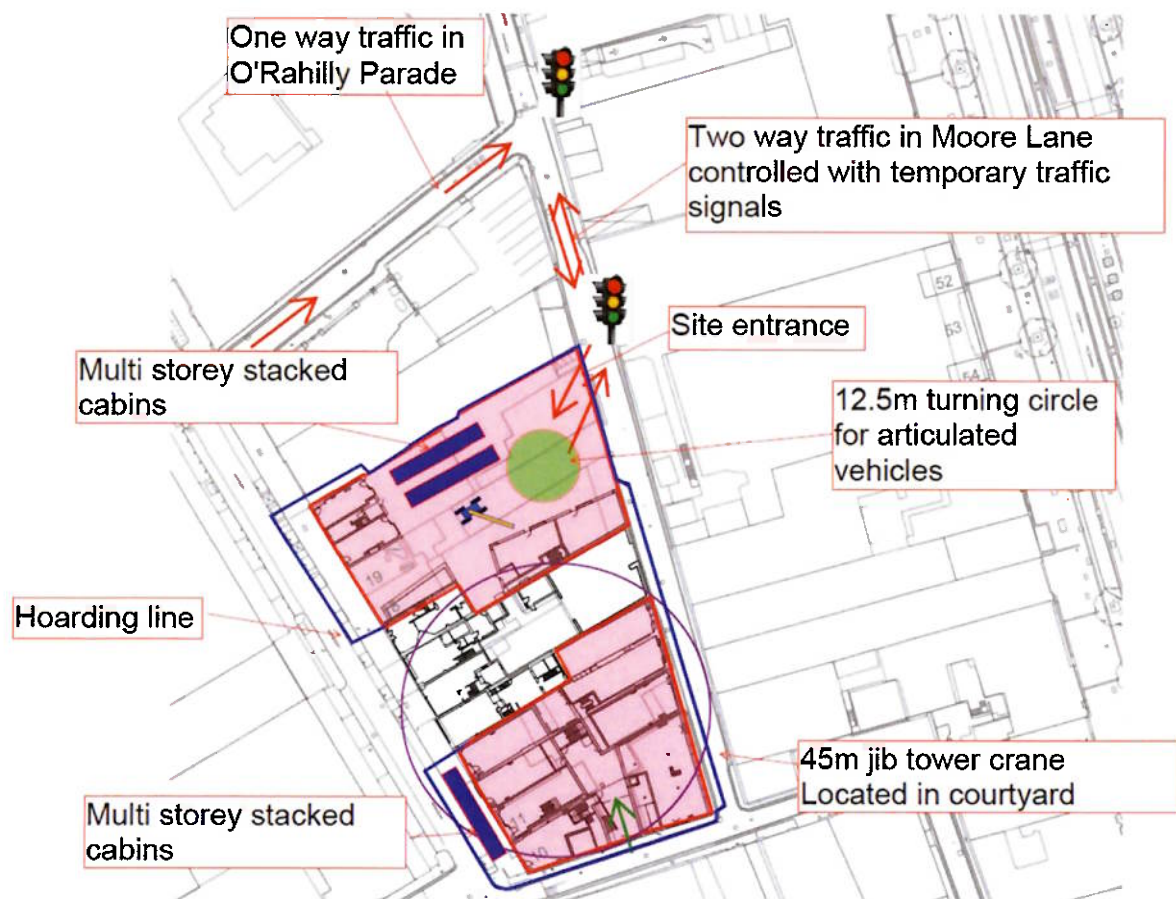 One way traffic in
O'Rahilly Parade
Two way traffic in Moore Lane
controlled with temporary traffic
signals
52
Site entrance
53
Multi storey stacked
cabins
54
12.5m turning circle
for articulated
vehicles
19
Hoarding line
45m jib tower crane
Located in courtyard
Multi storey stacked
cabins
10